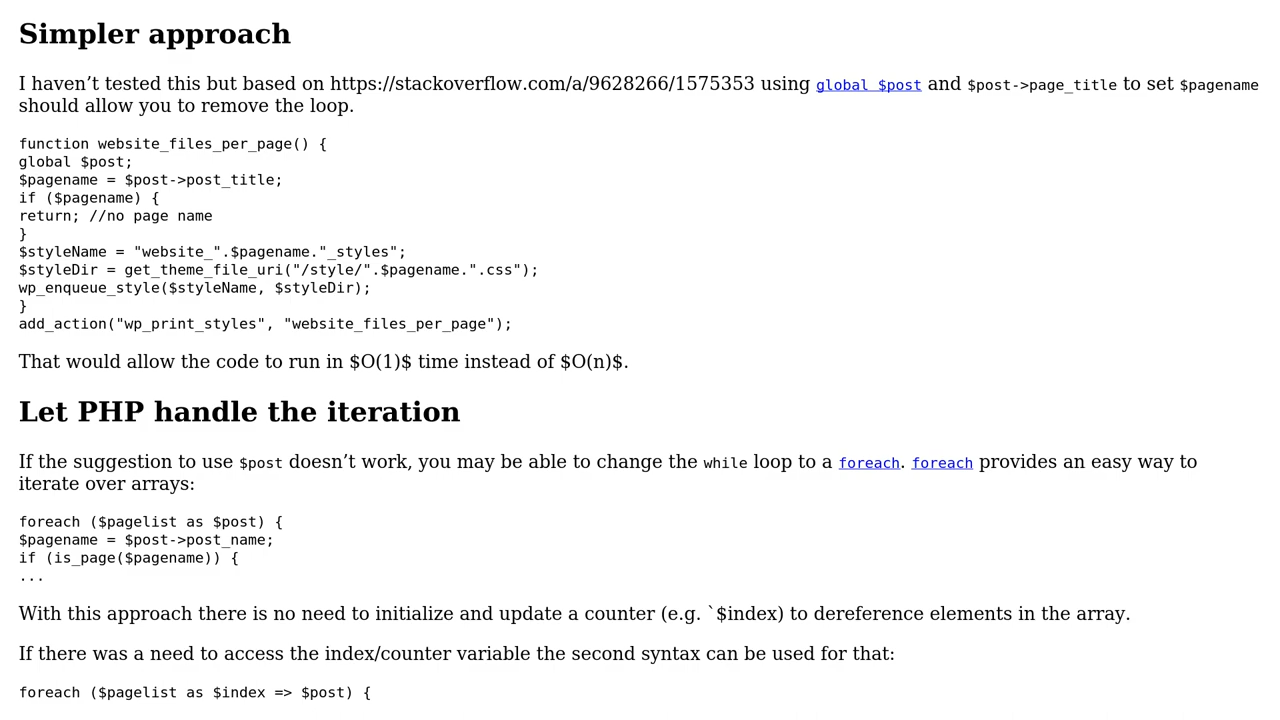 Simpler approach
I haven’t tested this but based on https://stackoverflow.com/a/9628266/1575353 using global $post and $post->page_title to set $pagename
should allow you to remove the loop.
function website_files_per_page() {
global $post;
$pagename = $post->post_title;
if ($pagename) {
return; //no page name
}
$styleName = "website_".$pagename."_styles";
$styleDir = get_theme_file_uri("/style/".$pagename.".css");
wp_enqueue_style($styleName, $styleDir);
}
add_action("wp_print_styles", "website_files_per_page");
That would allow the code to run in $O(1)$ time instead of $O(n)$.
Let PHP handle the iteration
If the suggestion to use $post doesn’t work, you may be able to change the while loop to a foreach. foreach provides an easy way to
iterate over arrays:
foreach ($pagelist as $post) {
$pagename = $post->post_name;
if (is_page($pagename)) {
...
With this approach there is no need to initialize and update a counter (e.g. `$index) to dereference elements in the array.
If there was a need to access the index/counter variable the second syntax can be used for that:
foreach ($pagelist as $index => $post) {